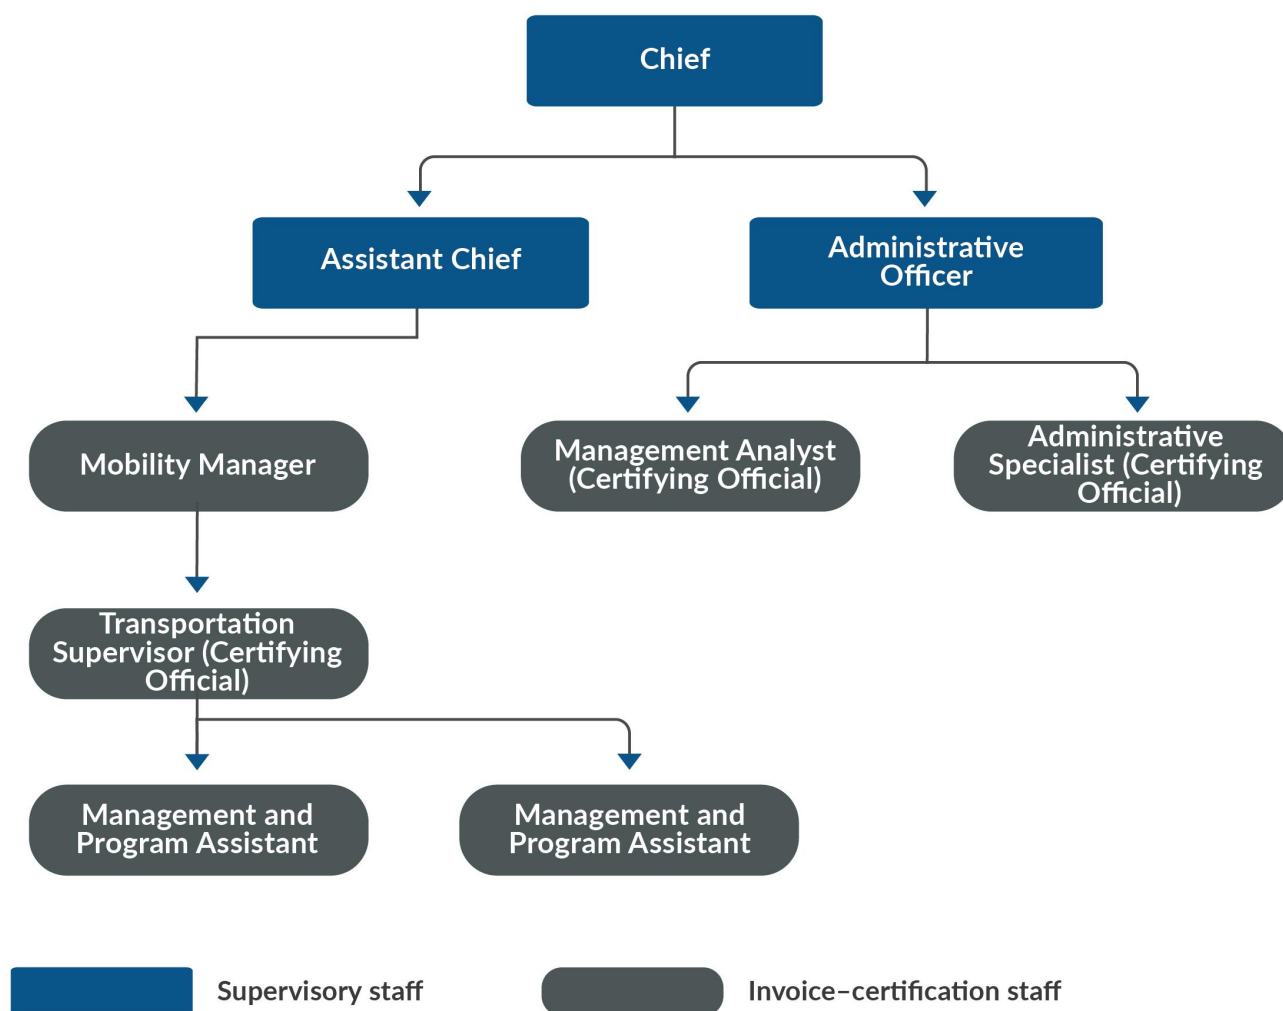 Chief
Assistant Chief
Administrative
Officer
Mobility Manager
Management Analyst
(Certifying Official)
Administrative
Specialist (Certifying
Official)
Transportation
Supervisor (Certifying
Official)
Management and
Program Assistant
Management and
Program Assistant
Supervisory staff
Invoice–certification staff